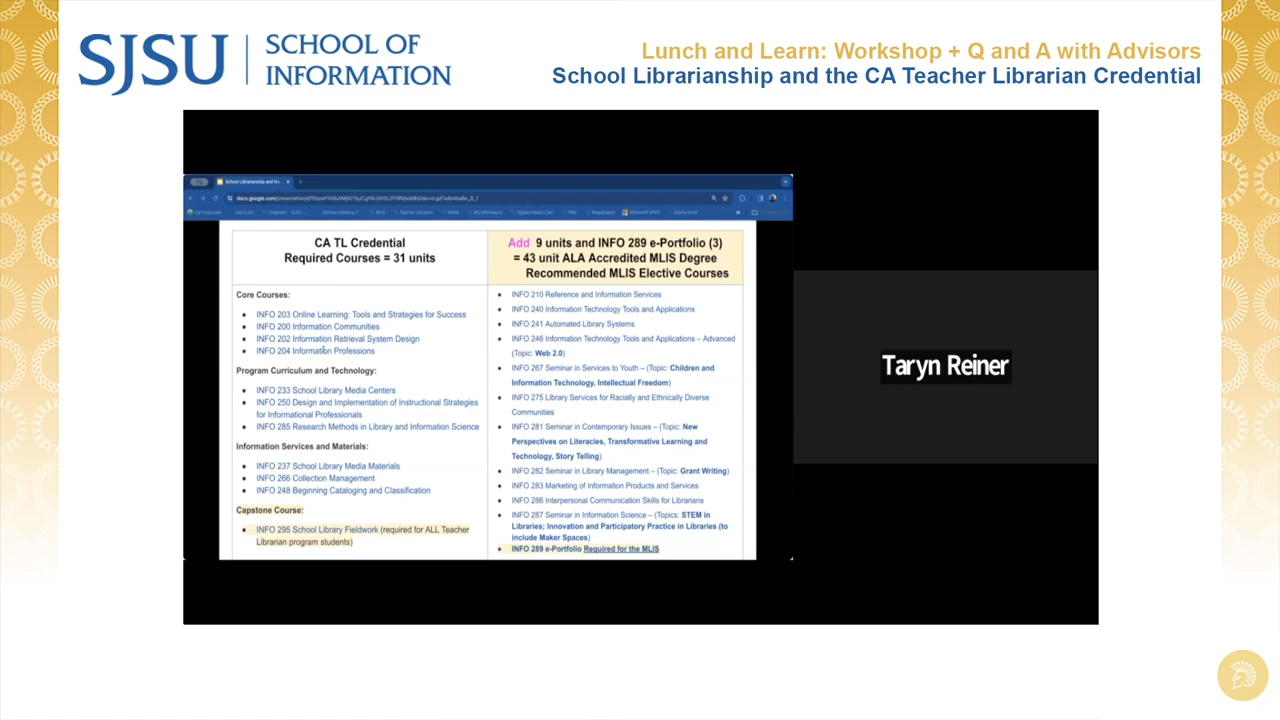 SJSU
SCHOOL OF
INFORMATION
Lunch and Learn: Workshop + Q and A with Advisors
School Librarianship and the CA Teacher Librarian Credential
CA TL Credential
Required Courses = 31 units
Core Courses:
INFO 203 Online Learning: Tools and Strategies for Success
INFO 200 Information Communities
INFO 202 Information Retrieval System Design
INFO 204 Information Professions
Program Curriculum and Technology:
INFO 233 School Library Media Centers
INFO 250 Design and Implementation of Instructional Strategies
for Informational Professionals
INFO 285 Research Methods in Library and Information Science
Information Services and Materials:
INFO 237 School Library Media Materials
INFO 266 Collection Management
INFO 248 Beginning Cataloging and Classification
Capstone Course:
INFO 295 School Library Fieldwork (required for ALL Teacher
Librarian program students)
Add 9 units and INFO 289 e-Portfolio (3)
= 43 unit ALA Accredited MLIS Degree
Recommended MLIS Elective Courses
INFO 210 Reference and Information Services
INFO 240 Information Technology Tools and Applications
INFO 241 Automated Library Systems
INFO 246 Information Technology Tools and Applications – Advanced
(Topic: Web 2.0)
INFO 267 Seminar in Services to Youth – (Topic: Children and
Information Technology, Intellectual Freedom)
INFO 275 Library Services for Racially and Ethnically Diverse
Communities
INFO 281 Seminar in Contemporary Issues – (Topic: New
Perspectives on Literacies, Transformative Learning and
Technology, Story Telling)
INFO 282 Seminar in Library Management – (Topic: Grant Writing)
INFO 283 Marketing of Information Products and Services
INFO 286 Interpersonal Communication Skills for Librarians
INFO 287 Seminar in Information Science – (Topics: STEM in
Libraries; Innovation and Participatory Practice in Libraries (to
include Maker Spaces)
INFO 289 e-Portfolio Required for the MLIS
Taryn Reiner